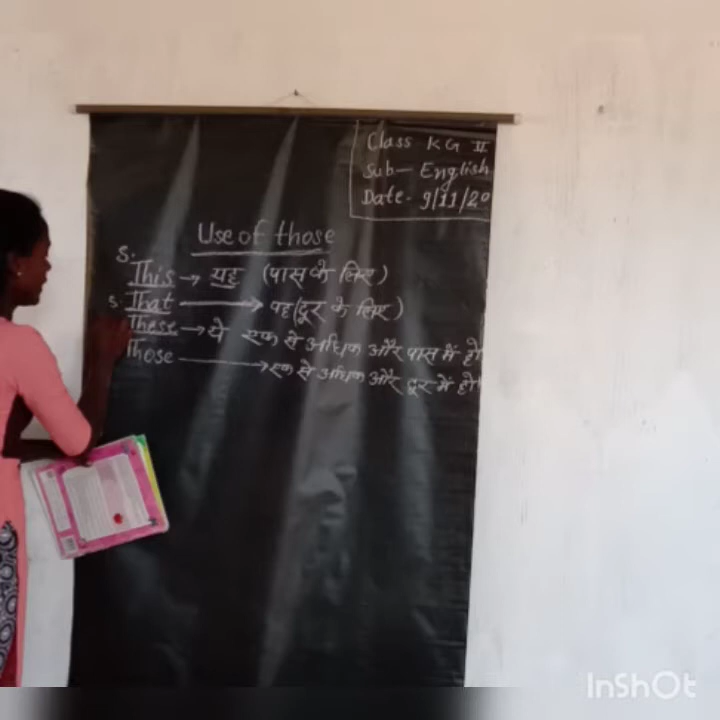 Class KG II
Sub- English
Date- 9/11/20
Use of those
S. This → यह (पास के लिए)
S. That → वह (दूर के लिए)
These → ये एक से अधिक और पास में हो
Those → एक से अधिक और दूर में हो।
InShOt